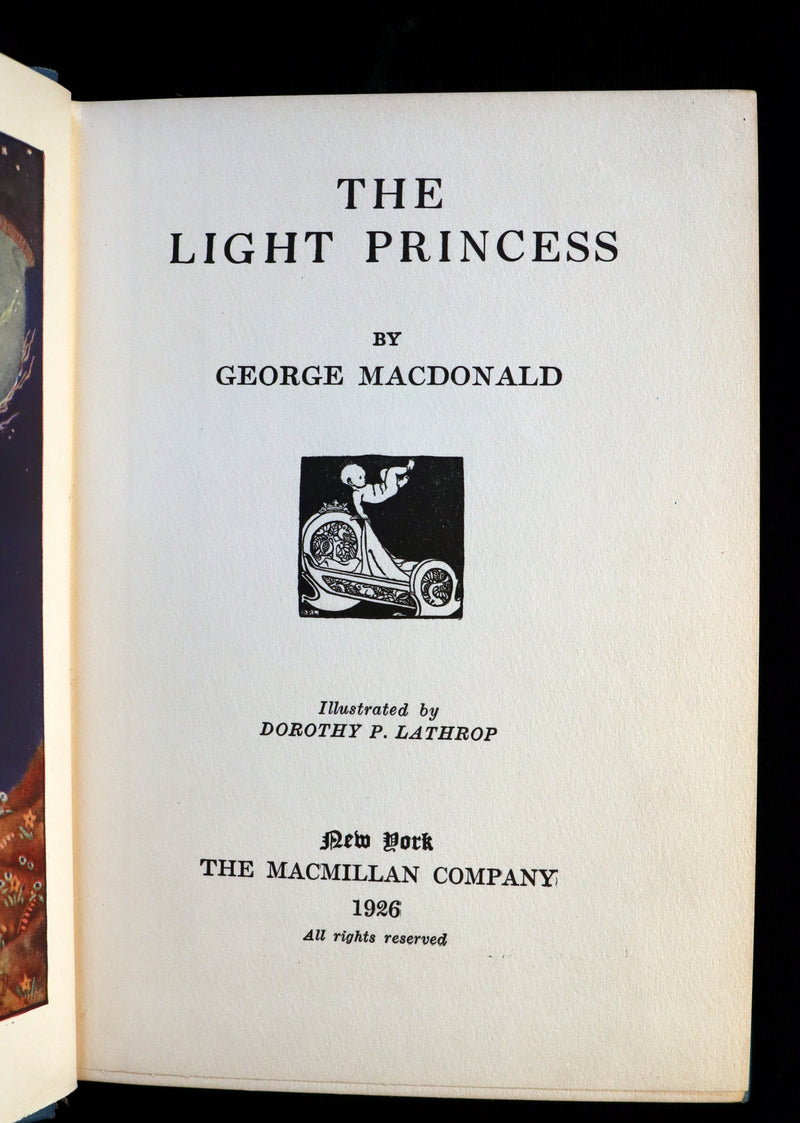 THE
LIGHT PRINCESS
BY
GEORGE MACDONALD
Illustrated by
DOROTHY P. LATHROP
New York
THE MACMILLAN COMPANY
1926
All rights reserved